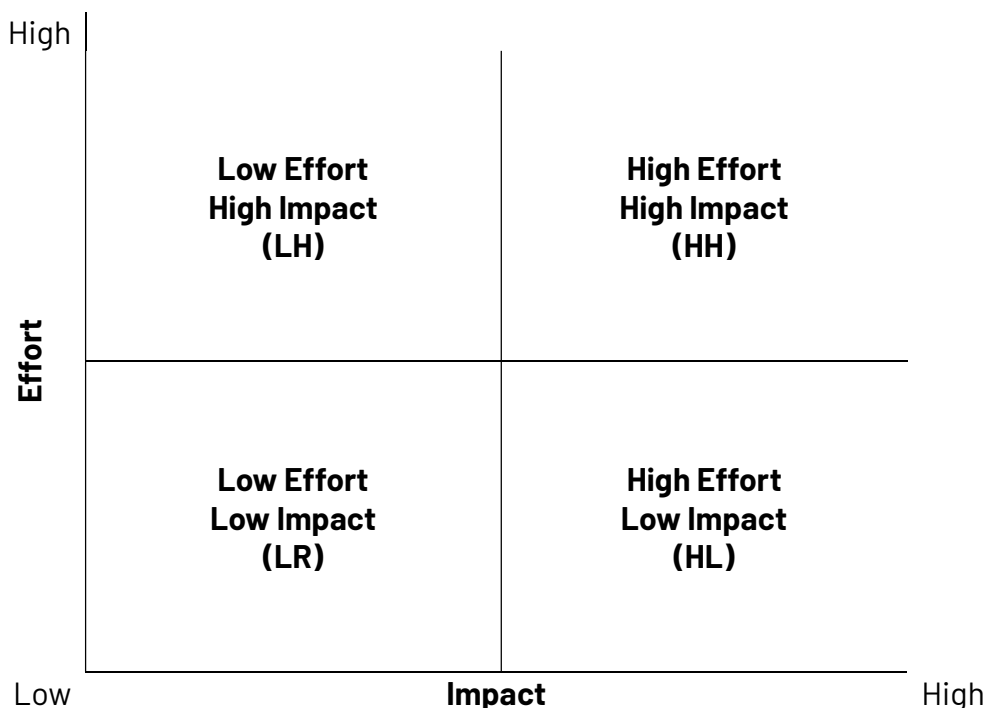 High
Low Effort
High Impact
(LH)
High Effort
High Impact
(HH)
Effort
Low Effort
Low Impact
(LR)
High Effort
Low Impact
(HL)
Low
Impact
High